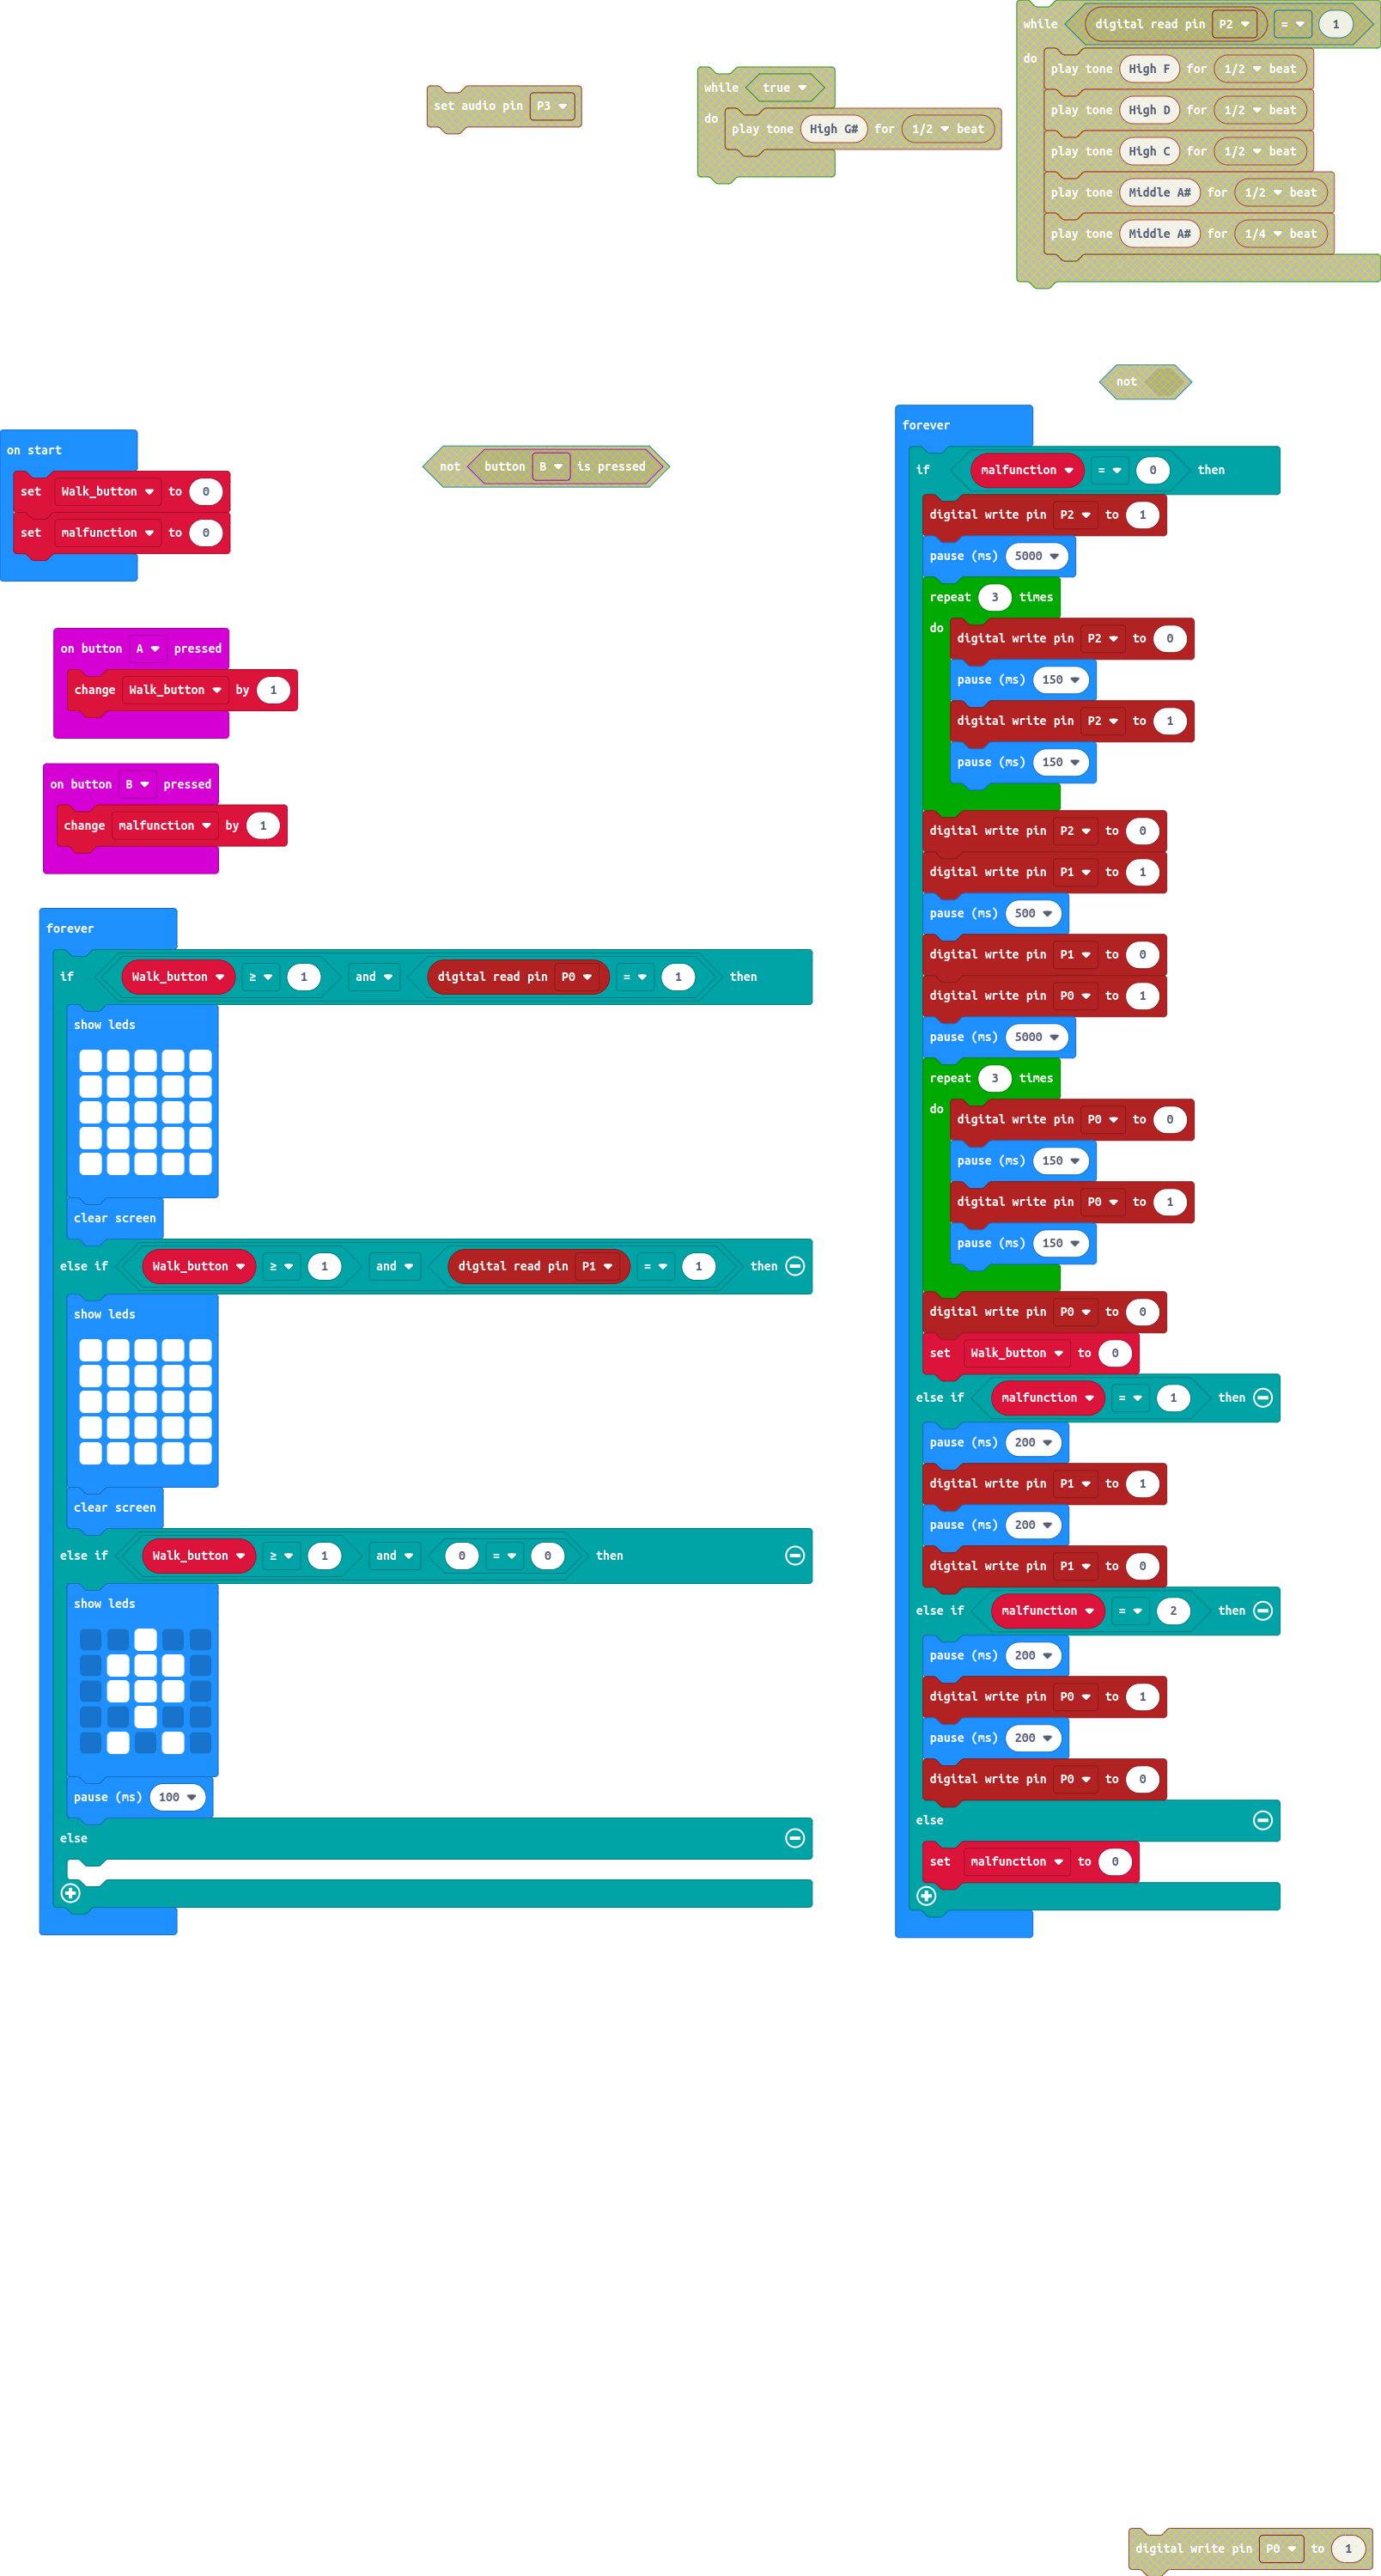 while digital read pin P2 = 1
do
play tone High F for 1/2 beat
play tone High D for 1/2 beat
play tone High C for 1/2 beat
play tone Middle A# for 1/2 beat
play tone Middle A# for 1/4 beat
set audio pin P3
while true
do
play tone High G# for 1/2 beat
not
not button B is pressed
on start
set Walk_button to 0
set malfunction to 0
on button A pressed
change Walk_button by 1
on button B pressed
change malfunction by 1
forever
if Walk_button ≥ 1 and digital read pin P0 = 1 then
show leds
clear screen
else if Walk_button ≥ 1 and digital read pin P1 = 1 then
show leds
clear screen
else if Walk_button ≥ 1 and 0 = 0 then
show leds
pause (ms) 100
else
forever
if malfunction = 0 then
digital write pin P2 to 1
pause (ms) 5000
repeat 3 times
do
digital write pin P2 to 0
pause (ms) 150
digital write pin P2 to 1
pause (ms) 150
digital write pin P2 to 0
digital write pin P1 to 1
pause (ms) 500
digital write pin P1 to 0
digital write pin P0 to 1
pause (ms) 5000
repeat 3 times
do
digital write pin P0 to 0
pause (ms) 150
digital write pin P0 to 1
pause (ms) 150
digital write pin P0 to 0
set Walk_button to 0
else if malfunction = 1 then
pause (ms) 200
digital write pin P1 to 1
pause (ms) 200
digital write pin P1 to 0
else if malfunction = 2 then
pause (ms) 200
digital write pin P0 to 1
pause (ms) 200
digital write pin P0 to 0
else
set malfunction to 0
digital write pin P0 to 1